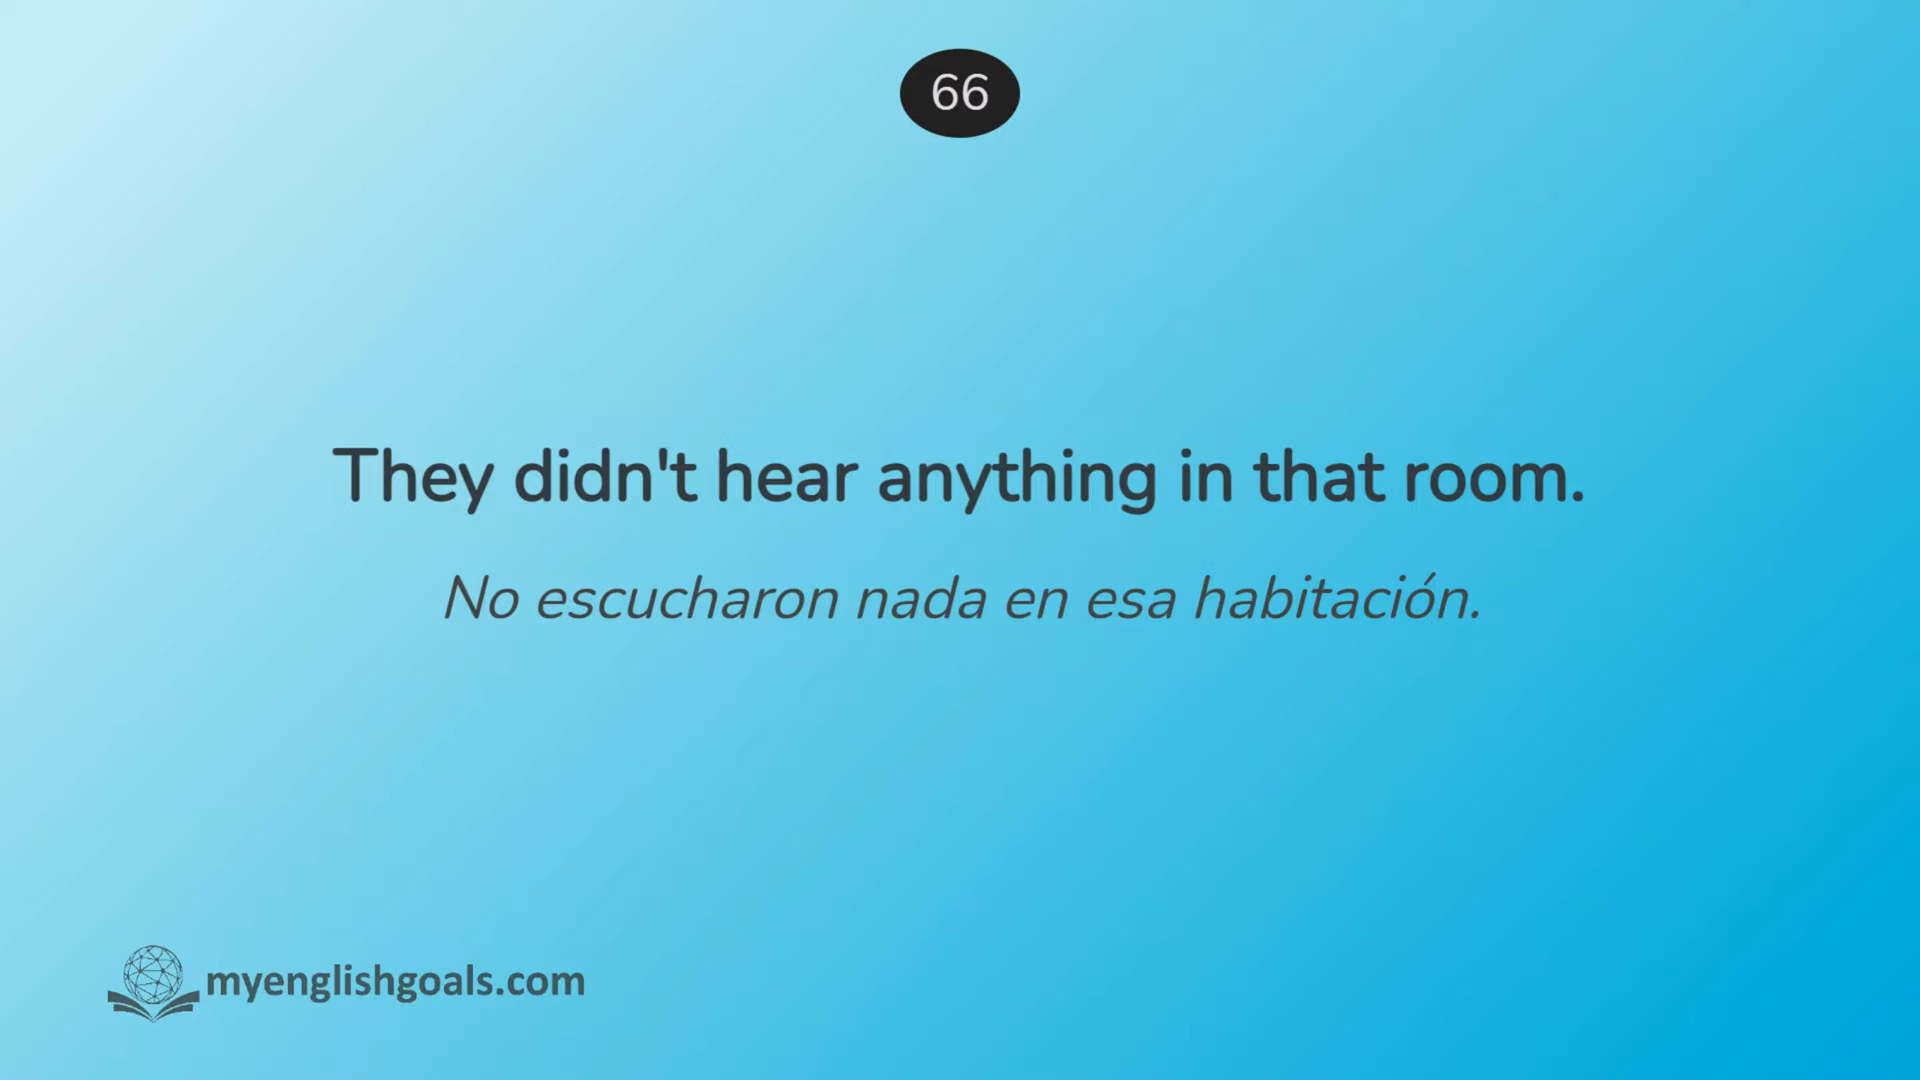 66
They didn't hear anything in that room.
No escucharon nada en esa habitación.
myenglishgoals.com